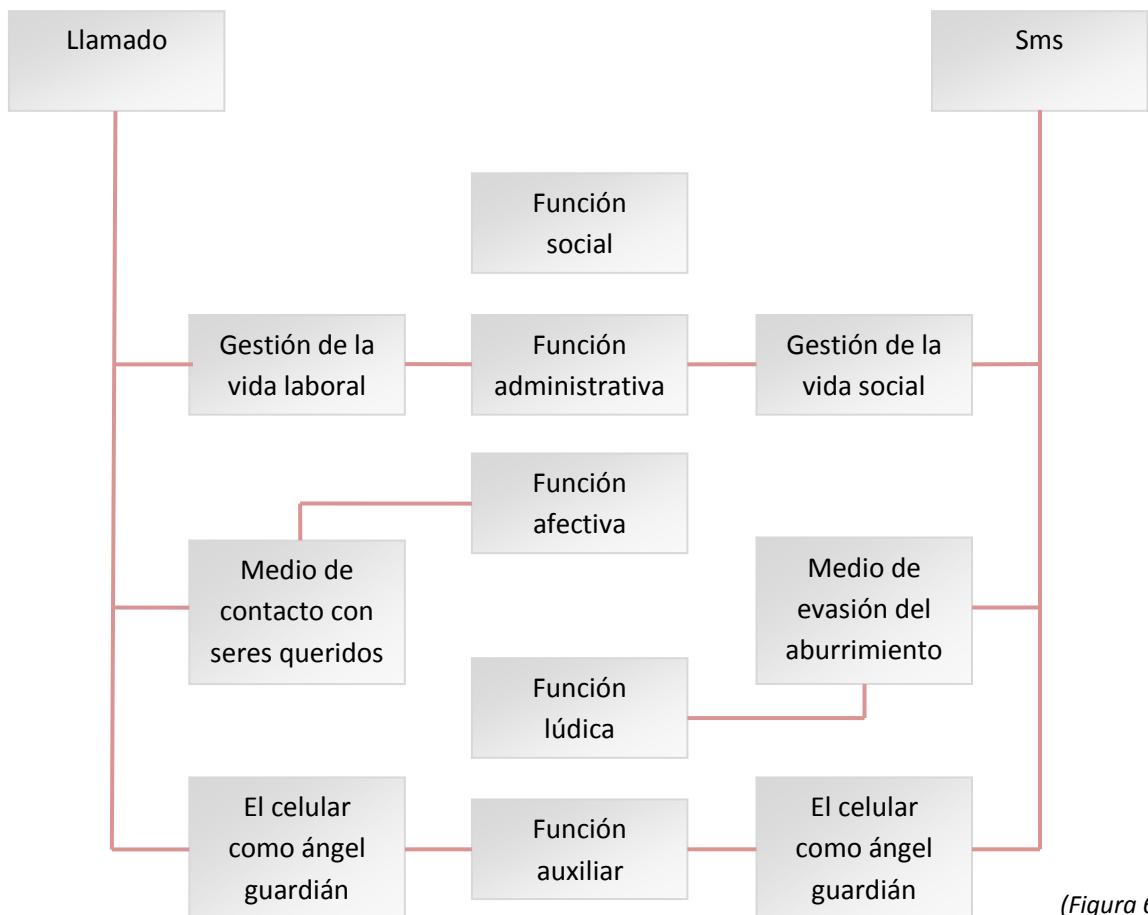 Llamado
Sms
Función
social
Gestión de la
vida laboral
Función
administrativa
Gestión de la
vida social
Función
afectiva
Medio de
contacto con
seres queridos
Medio de
evasión del
aburrimiento
Función
lúdica
El celular
como ángel
guardián
Función
auxiliar
El celular
como ángel
guardián
(Figura